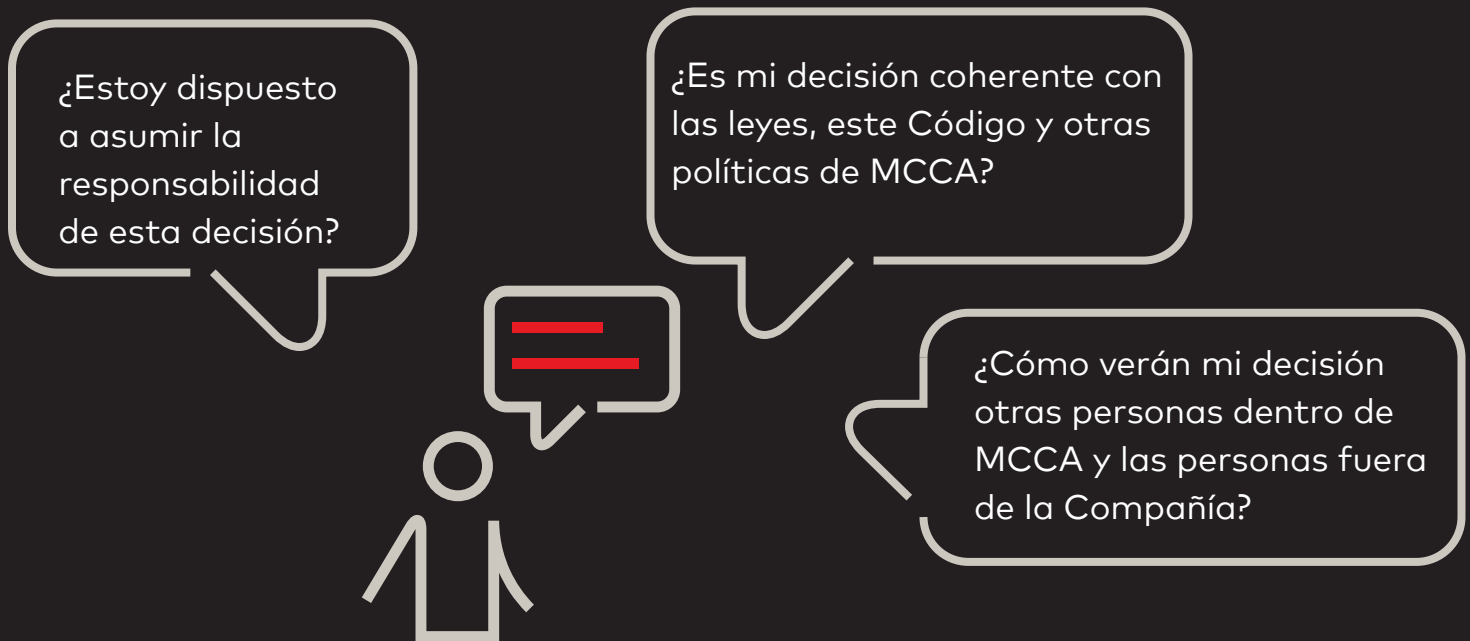 ¿Estoy dispuesto
a asumir la
responsabilidad
de esta decisión?
¿Es mi decisión coherente con
las leyes, este Código y otras
políticas de MCCA?
¿Cómo verán mi decisión
otras personas dentro de
MCCA y las personas fuera
de la Compañía?